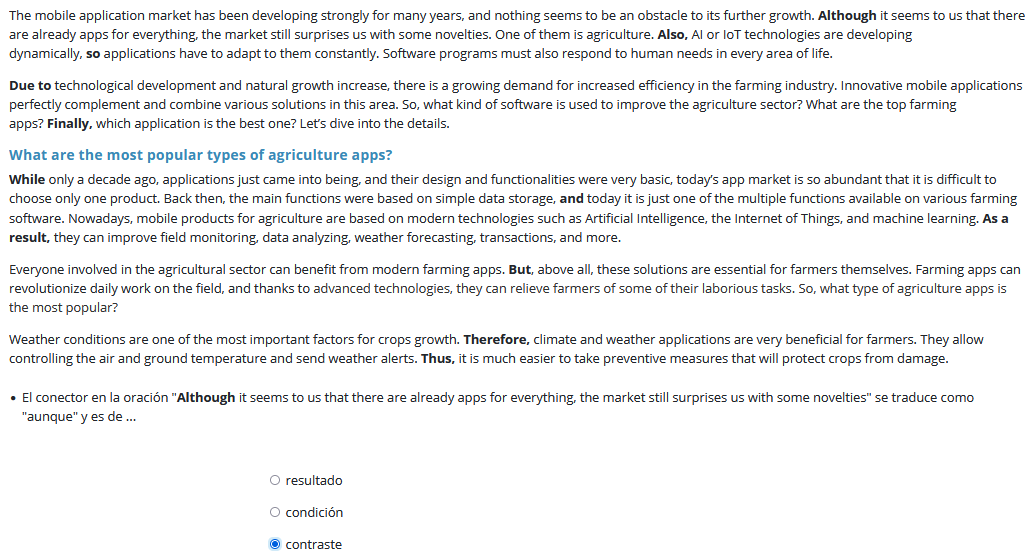 The mobile application market has been developing strongly for many years, and nothing seems to be an obstacle to its further growth. Although it seems to us that there
are already apps for everything, the market still surprises us with some novelties. One of them is agriculture. Also, AI or IoT technologies are developing
dynamically, so applications have to adapt to them constantly. Software programs must also respond to human needs in every area of life.
Due to technological development and natural growth increase, there is a growing demand for increased efficiency in the farming industry. Innovative mobile applications
perfectly complement and combine various solutions in this area. So, what kind of software is used to improve the agriculture sector? What are the top farming
apps? Finally, which application is the best one? Let's dive into the details.
What are the most popular types of agriculture apps?
While only a decade ago, applications just came into being, and their design and functionalities were very basic, today's app market is so abundant that it is difficult to
choose only one product. Back then, the main functions were based on simple data storage, and today it is just one of the multiple functions available on various farming
software. Nowadays, mobile products for agriculture are based on modern technologies such as Artificial Intelligence, the Internet of Things, and machine learning. As a
result, they can improve field monitoring, data analyzing, weather forecasting, transactions, and more.
Everyone involved in the agricultural sector can benefit from modern farming apps. But, above all, these solutions are essential for farmers themselves. Farming apps can
revolutionize daily work on the field, and thanks to advanced technologies, they can relieve farmers of some of their laborious tasks. So, what type of agriculture apps is
the most popular?
Weather conditions are one of the most important factors for crops growth. Therefore, climate and weather applications are very beneficial for farmers. They allow
controlling the air and ground temperature and send weather alerts. Thus, it is much easier to take preventive measures that will protect crops from damage.
• El conector en la oración "Although it seems to us that there are already apps for everything, the market still surprises us with some novelties" se traduce como
"aunque" y es de ...
resultado
condición
contraste